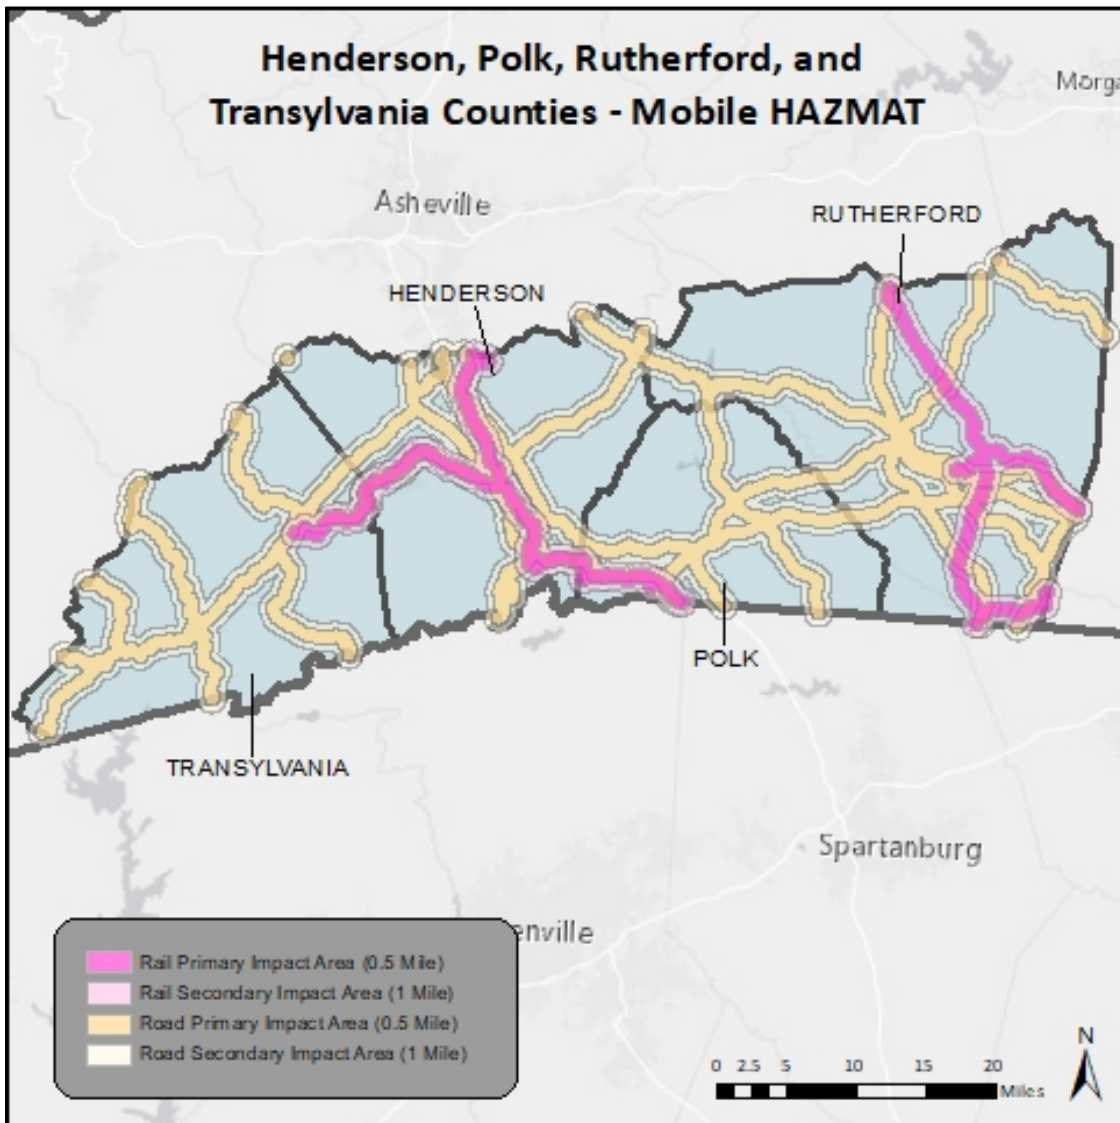 Henderson, Polk, Rutherford, and
Transylvania Counties - Mobile HAZMAT
Morga
Asheville
RUTHERFORD
HENDERSON
POLK
TRANSYLVANIA
Spartanburg
enville
Rail Primary Impact Area (0.5 Mile)
Rail Secondary Impact Area (1 Mile)
Road Primary Impact Area (0.5 Mile)
Road Secondary Impact Area (1 Mile)
N
0 2.5 5 10 15 20
Miles